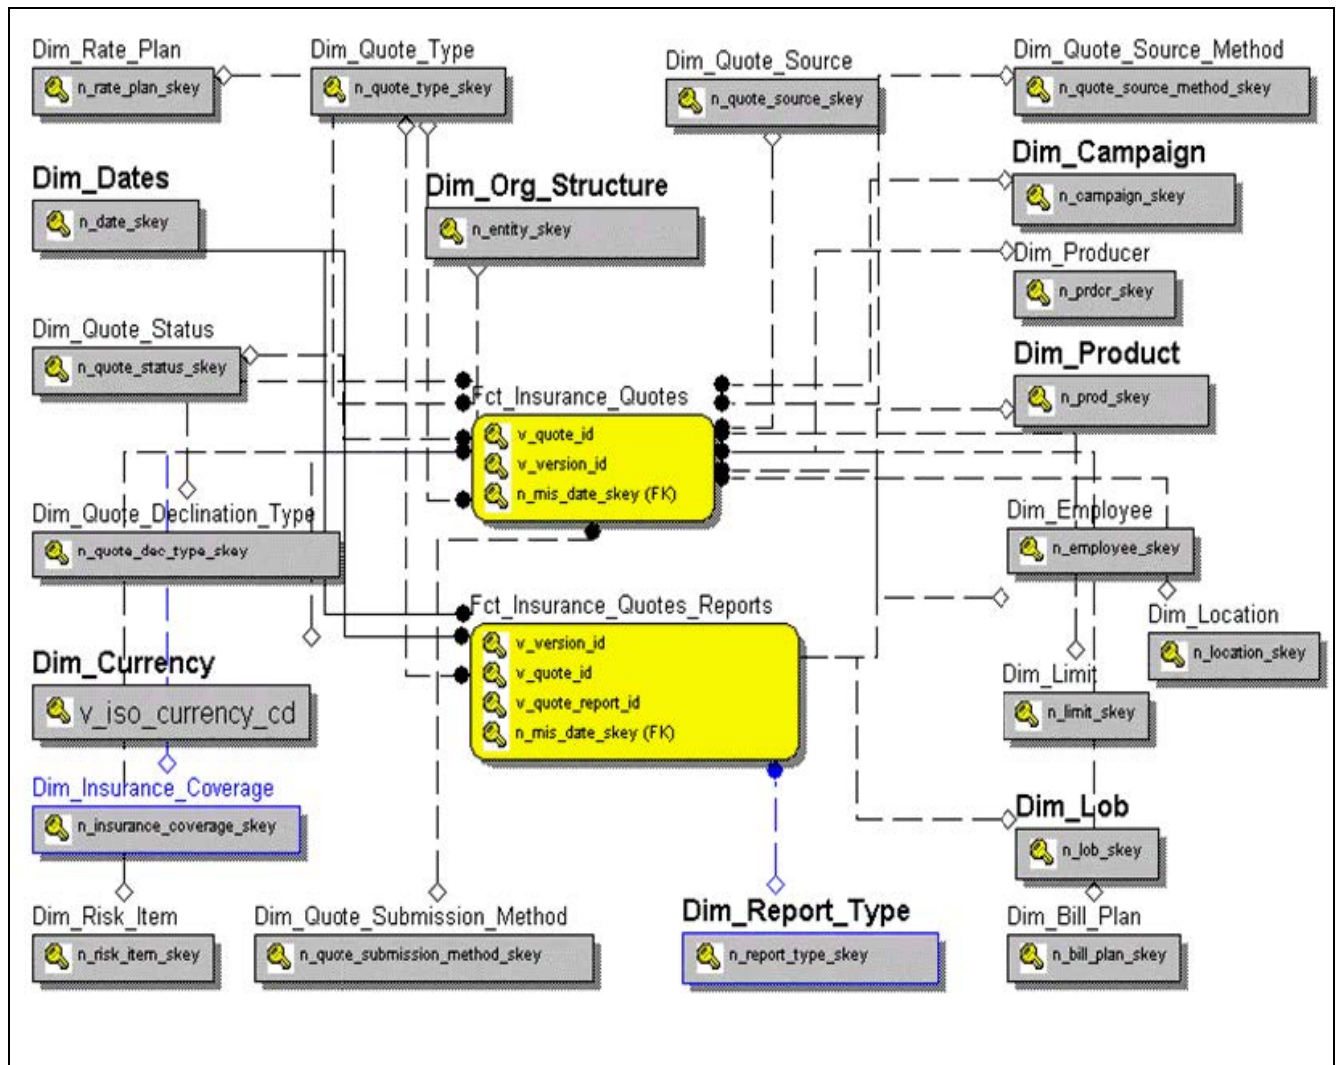 Dim_Rate_Plan
n_rate_plan_skey
Dim_Quote_Type
n_quote_type_skey
Dim_Quote_Source
n_quote_source_skey
Dim_Quote_Source_Method
n_quote_source_method_skey
Dim_Dates
n_date_skey
Dim_Org_Structure
n_entity_skey
Dim_Campaign
n_campaign_skey
Dim_Producer
n_prdcr_skey
Dim_Quote_Status
n_quote_status_skey
Dim_Product
n_prod_skey
Fct_Insurance_Quotes
v_quote_id
v_version_id
n_mis_date_skey (FK)
Dim_Quote_Declination_Type
n_quote_dec_type_skey
Dim_Employee
n_employee_skey
Dim_Location
n_location_skey
Fct_Insurance_Quotes_Reports
v_version_id
v_quote_id
v_quote_report_id
n_mis_date_skey (FK)
Dim_Currency
v_iso_currency_cd
Dim_Limit
n_limit_skey
Dim_Insurance_Coverage
n_insurance_coverage_skey
Dim_Lob
n_lob_skey
Dim_Risk_Item
n_risk_item_skey
Dim_Quote_Submission_Method
n_quote_submission_method_skey
Dim_Report_Type
n_report_type_skey
Dim_Bill_Plan
n_bill_plan_skey